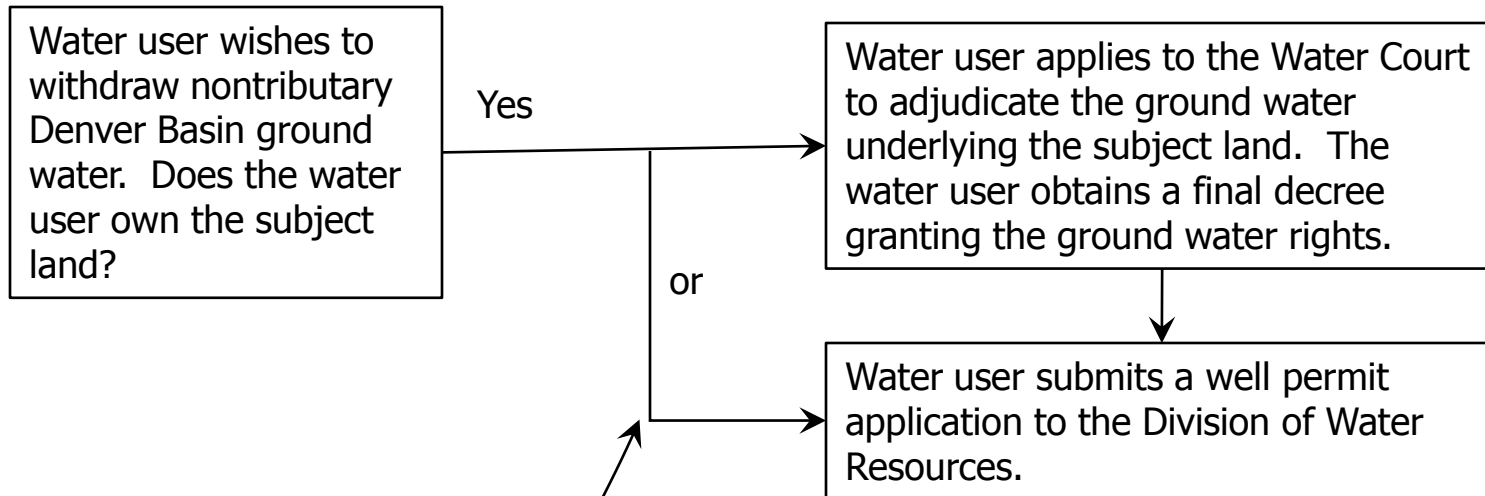 Water user wishes to
withdraw nontributary
Denver Basin ground
water.  Does the water
user own the subject
land?
Yes
Water user applies to the Water Court
to adjudicate the ground water
underlying the subject land.  The
water user obtains a final decree
granting the ground water rights.
or
Water user submits a well permit
application to the Division of Water
Resources.